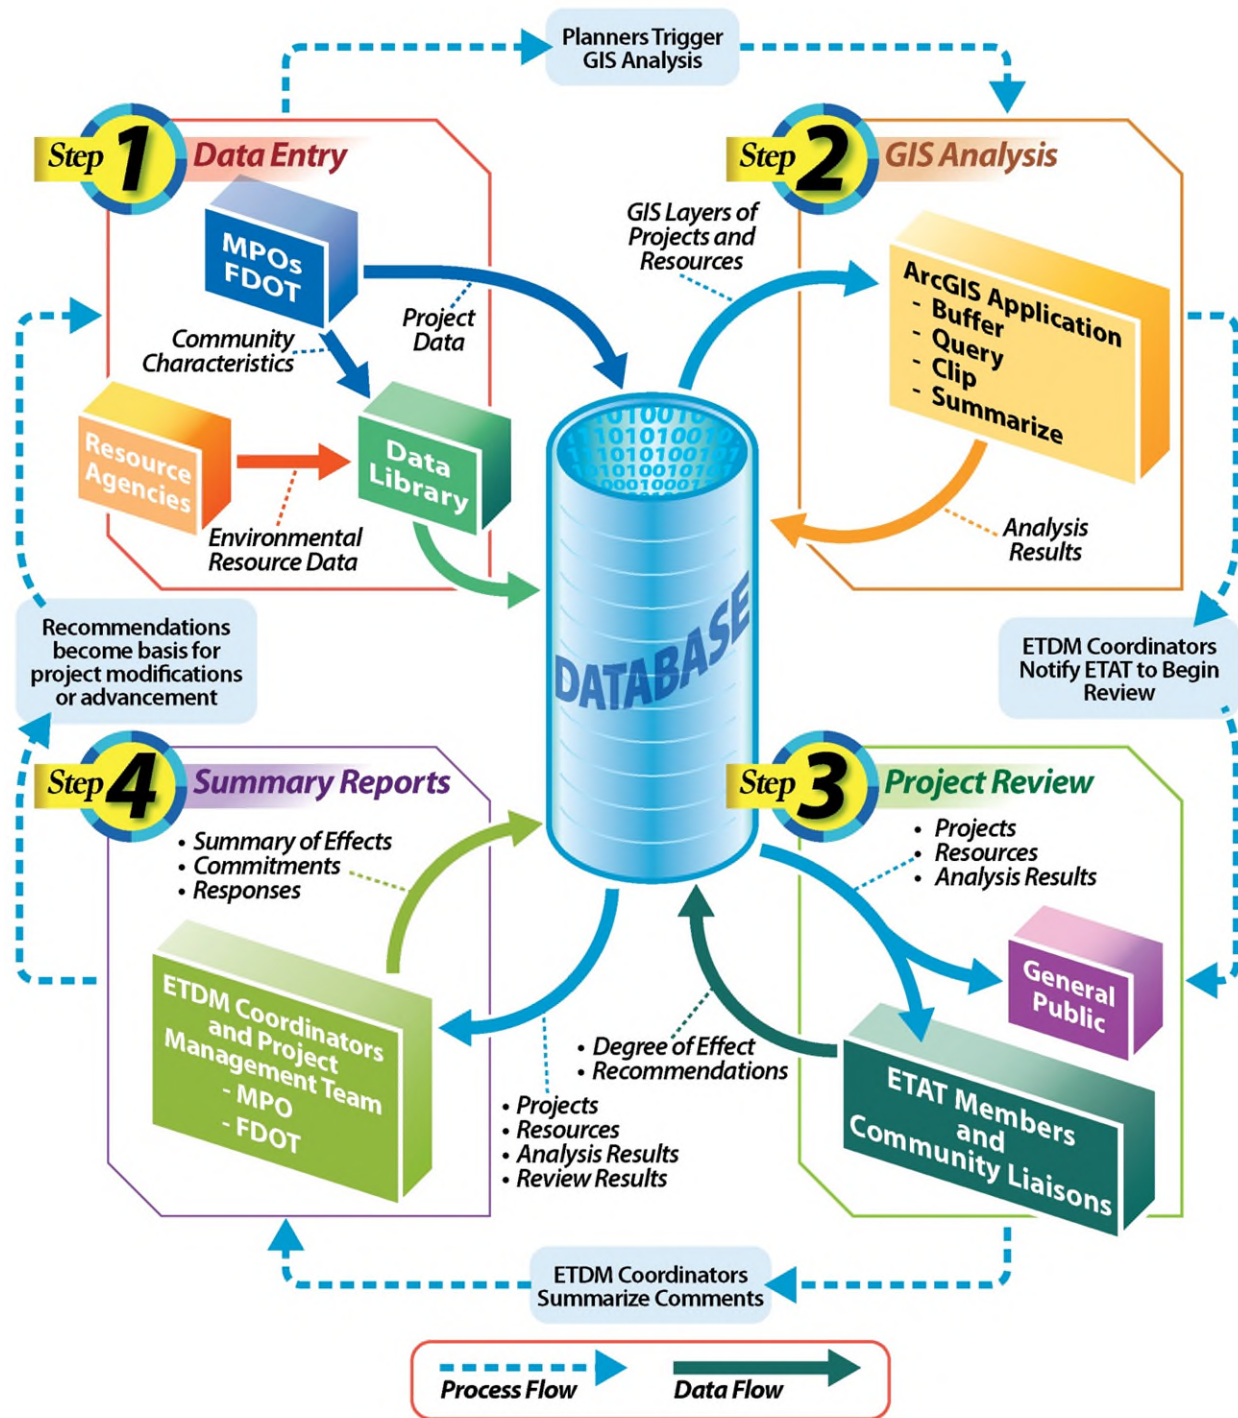 Planners Trigger
GIS Analysis
Step 1 Data Entry
MPOs
FDOT
Project
Data
Community
Characteristics
Resource
Agencies
Data
Library
Environmental
Resource Data
Step 2 GIS Analysis
GIS Layers of
Projects and
Resources
ArcGIS Application
- Buffer
- Query
- Clip
- Summarize
Analysis
Results
DATABASE
ETDM Coordinators
Notify ETAT to Begin
Review
Step 3 Project Review
• Projects
• Resources
• Analysis Results
General
Public
• Degree of Effect
• Recommendations
ETAT Members
and
Community Liaisons
ETDM Coordinators
Summarize Comments
Step 4 Summary Reports
• Summary of Effects
• Commitments
• Responses
ETDM Coordinators
and Project
Management Team
- MPO
- FDOT
• Projects
• Resources
• Analysis Results
• Review Results
Recommendations
become basis for
project modifications
or advancement
Process Flow
Data Flow